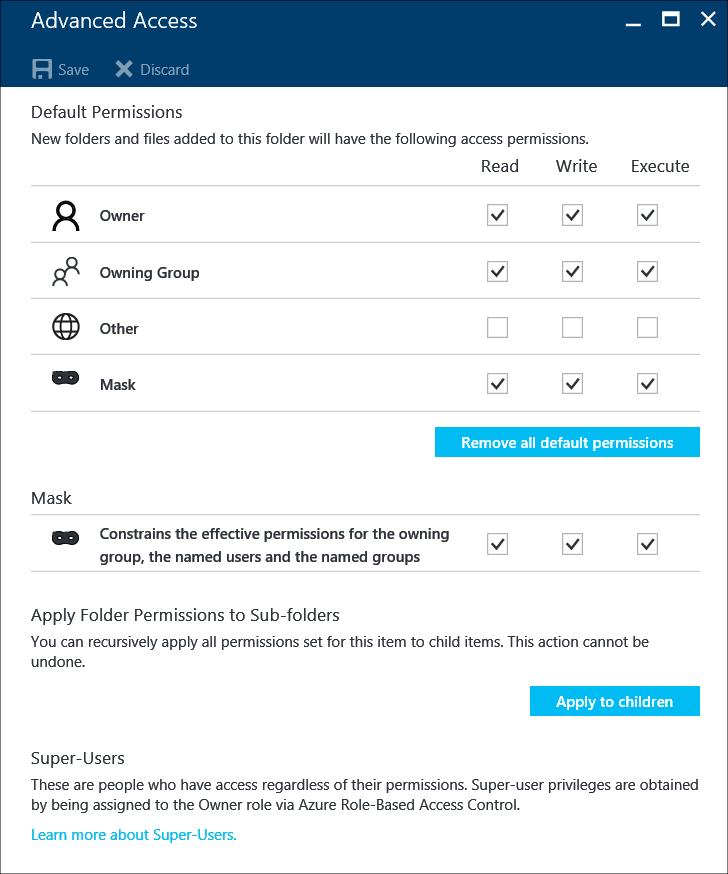 Advanced Access
Save Discard
Default Permissions
New folders and files added to this folder will have the following access permissions.
Read Write Execute
Owner
Owning Group
Other
Mask
Remove all default permissions
Mask
Constrains the effective permissions for the owning
group, the named users and the named groups
Apply Folder Permissions to Sub-folders
You can recursively apply all permissions set for this item to child items. This action cannot be
undone.
Apply to children
Super-Users
These are people who have access regardless of their permissions. Super-user privileges are obtained
by being assigned to the Owner role via Azure Role-Based Access Control.
Learn more about Super-Users.